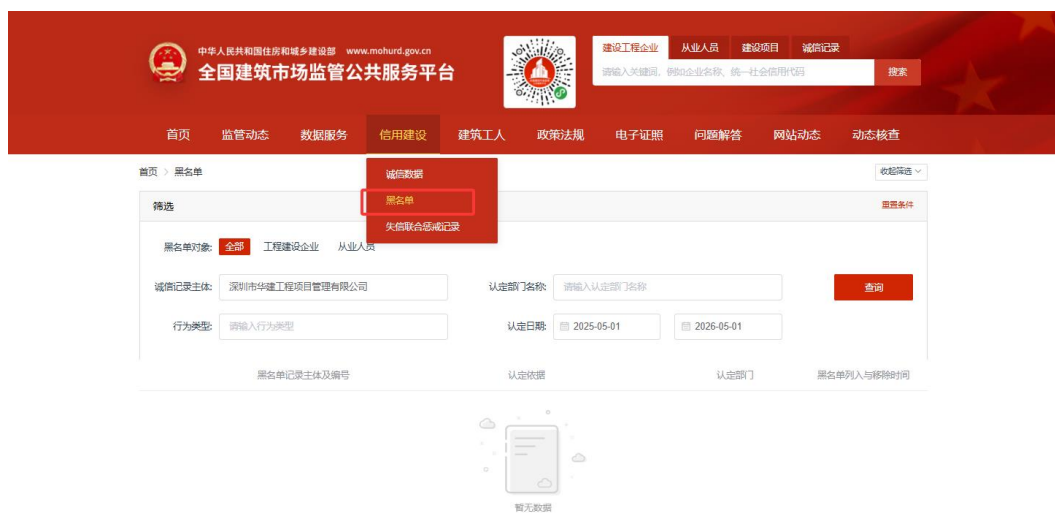 中华人民共和国住房和城乡建设部 www.mohurd.gov.cn
全国建筑市场监管公共服务平台
建设工程企业 从业人员 建设项目 诚信记录
请输入关键词，例如企业名称、统一社会信用代码 搜索
首页 监管动态 数据服务 信用建设 建筑工人 政策法规 电子证照 问题解答 网站动态 动态核查
诚信数据
黑名单
失信联合惩戒记录
首页 > 黑名单 收起筛选
筛选 重置条件
黑名单对象: 全部 工程建设企业 从业人员
诚信记录主体: 深圳市华建工程项目管理有限公司 认定部门名称: 请输入认定部门名称 查询
行为类型: 请输入行为类型 认定日期: 2025-05-01 2026-05-01
黑名单记录主体及编号 认定依据 认定部门 黑名单列入与移除时间
暂无数据